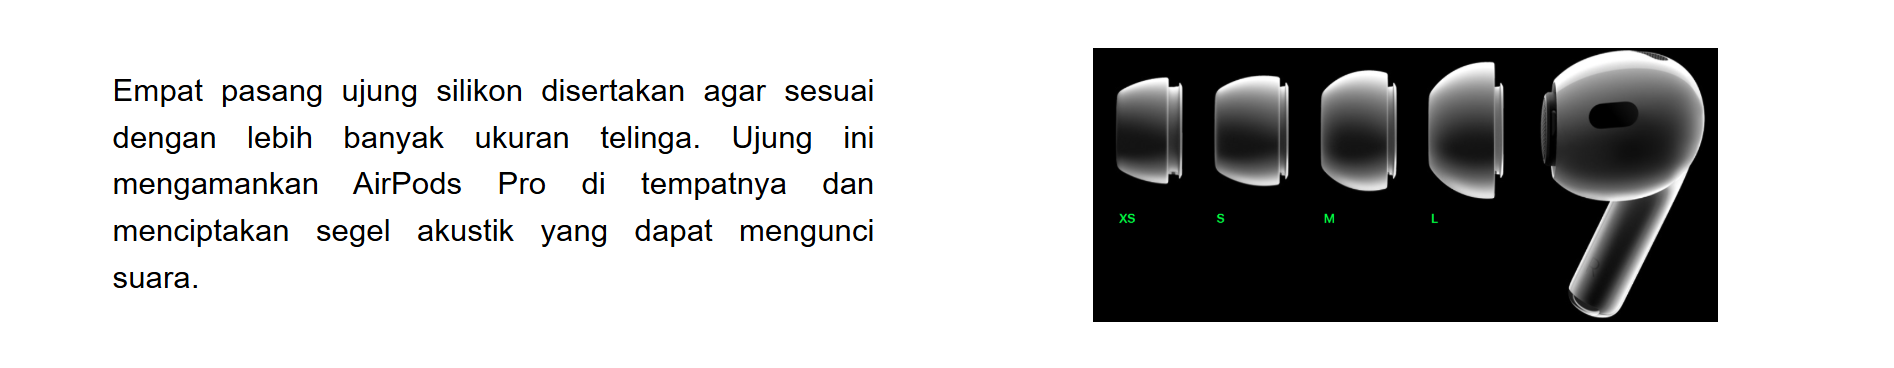 Empat pasang ujung silikon disertakan agar sesuai
dengan lebih banyak ukuran telinga. Ujung ini
mengamankan AirPods Pro di tempatnya dan
menciptakan segel akustik yang dapat mengunci
suara.
XS S M L